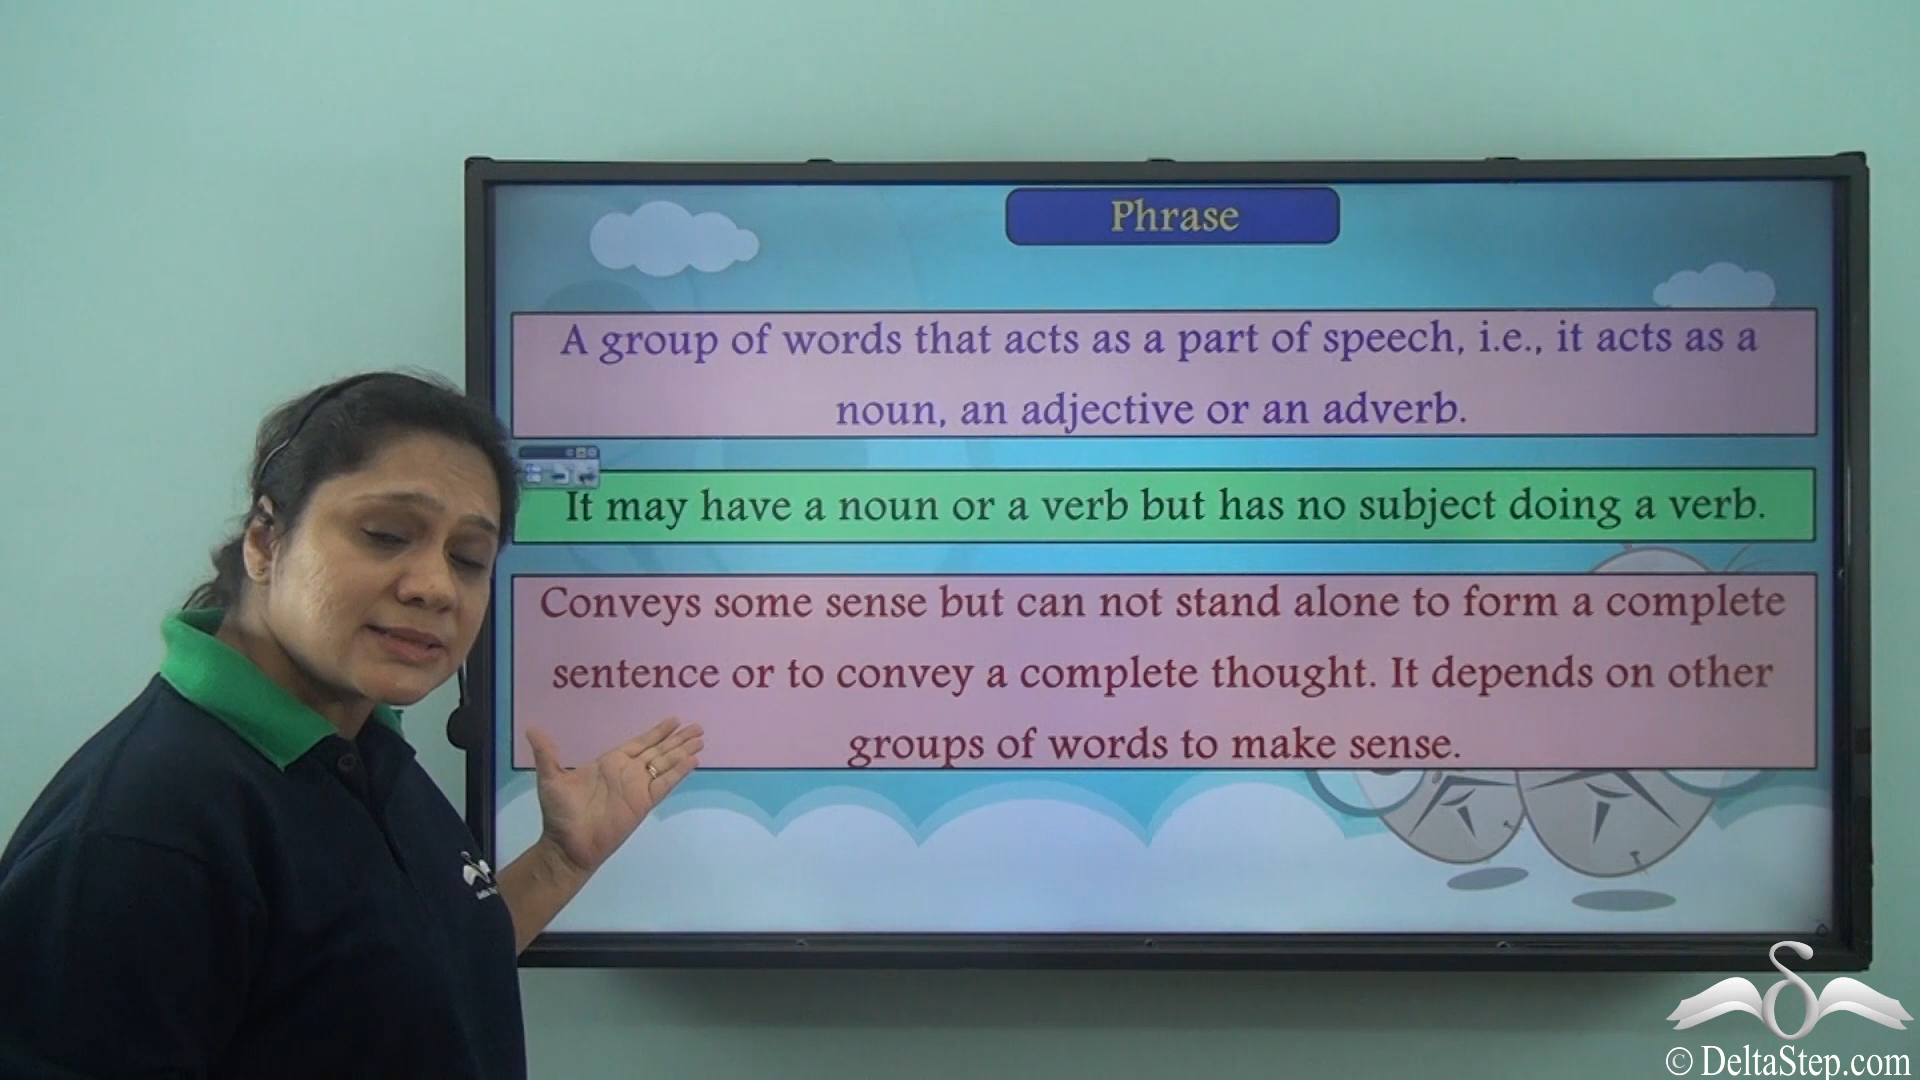 Phrase
A group of words that acts as a part of speech, i.e., it acts as a
noun, an adjective or an adverb.
It may have a noun or a verb but has no subject doing a verb.
Conveys some sense but can not stand alone to form a complete
sentence or to convey a complete thought. It depends on other
groups of words to make sense.
© DeltaStep.com